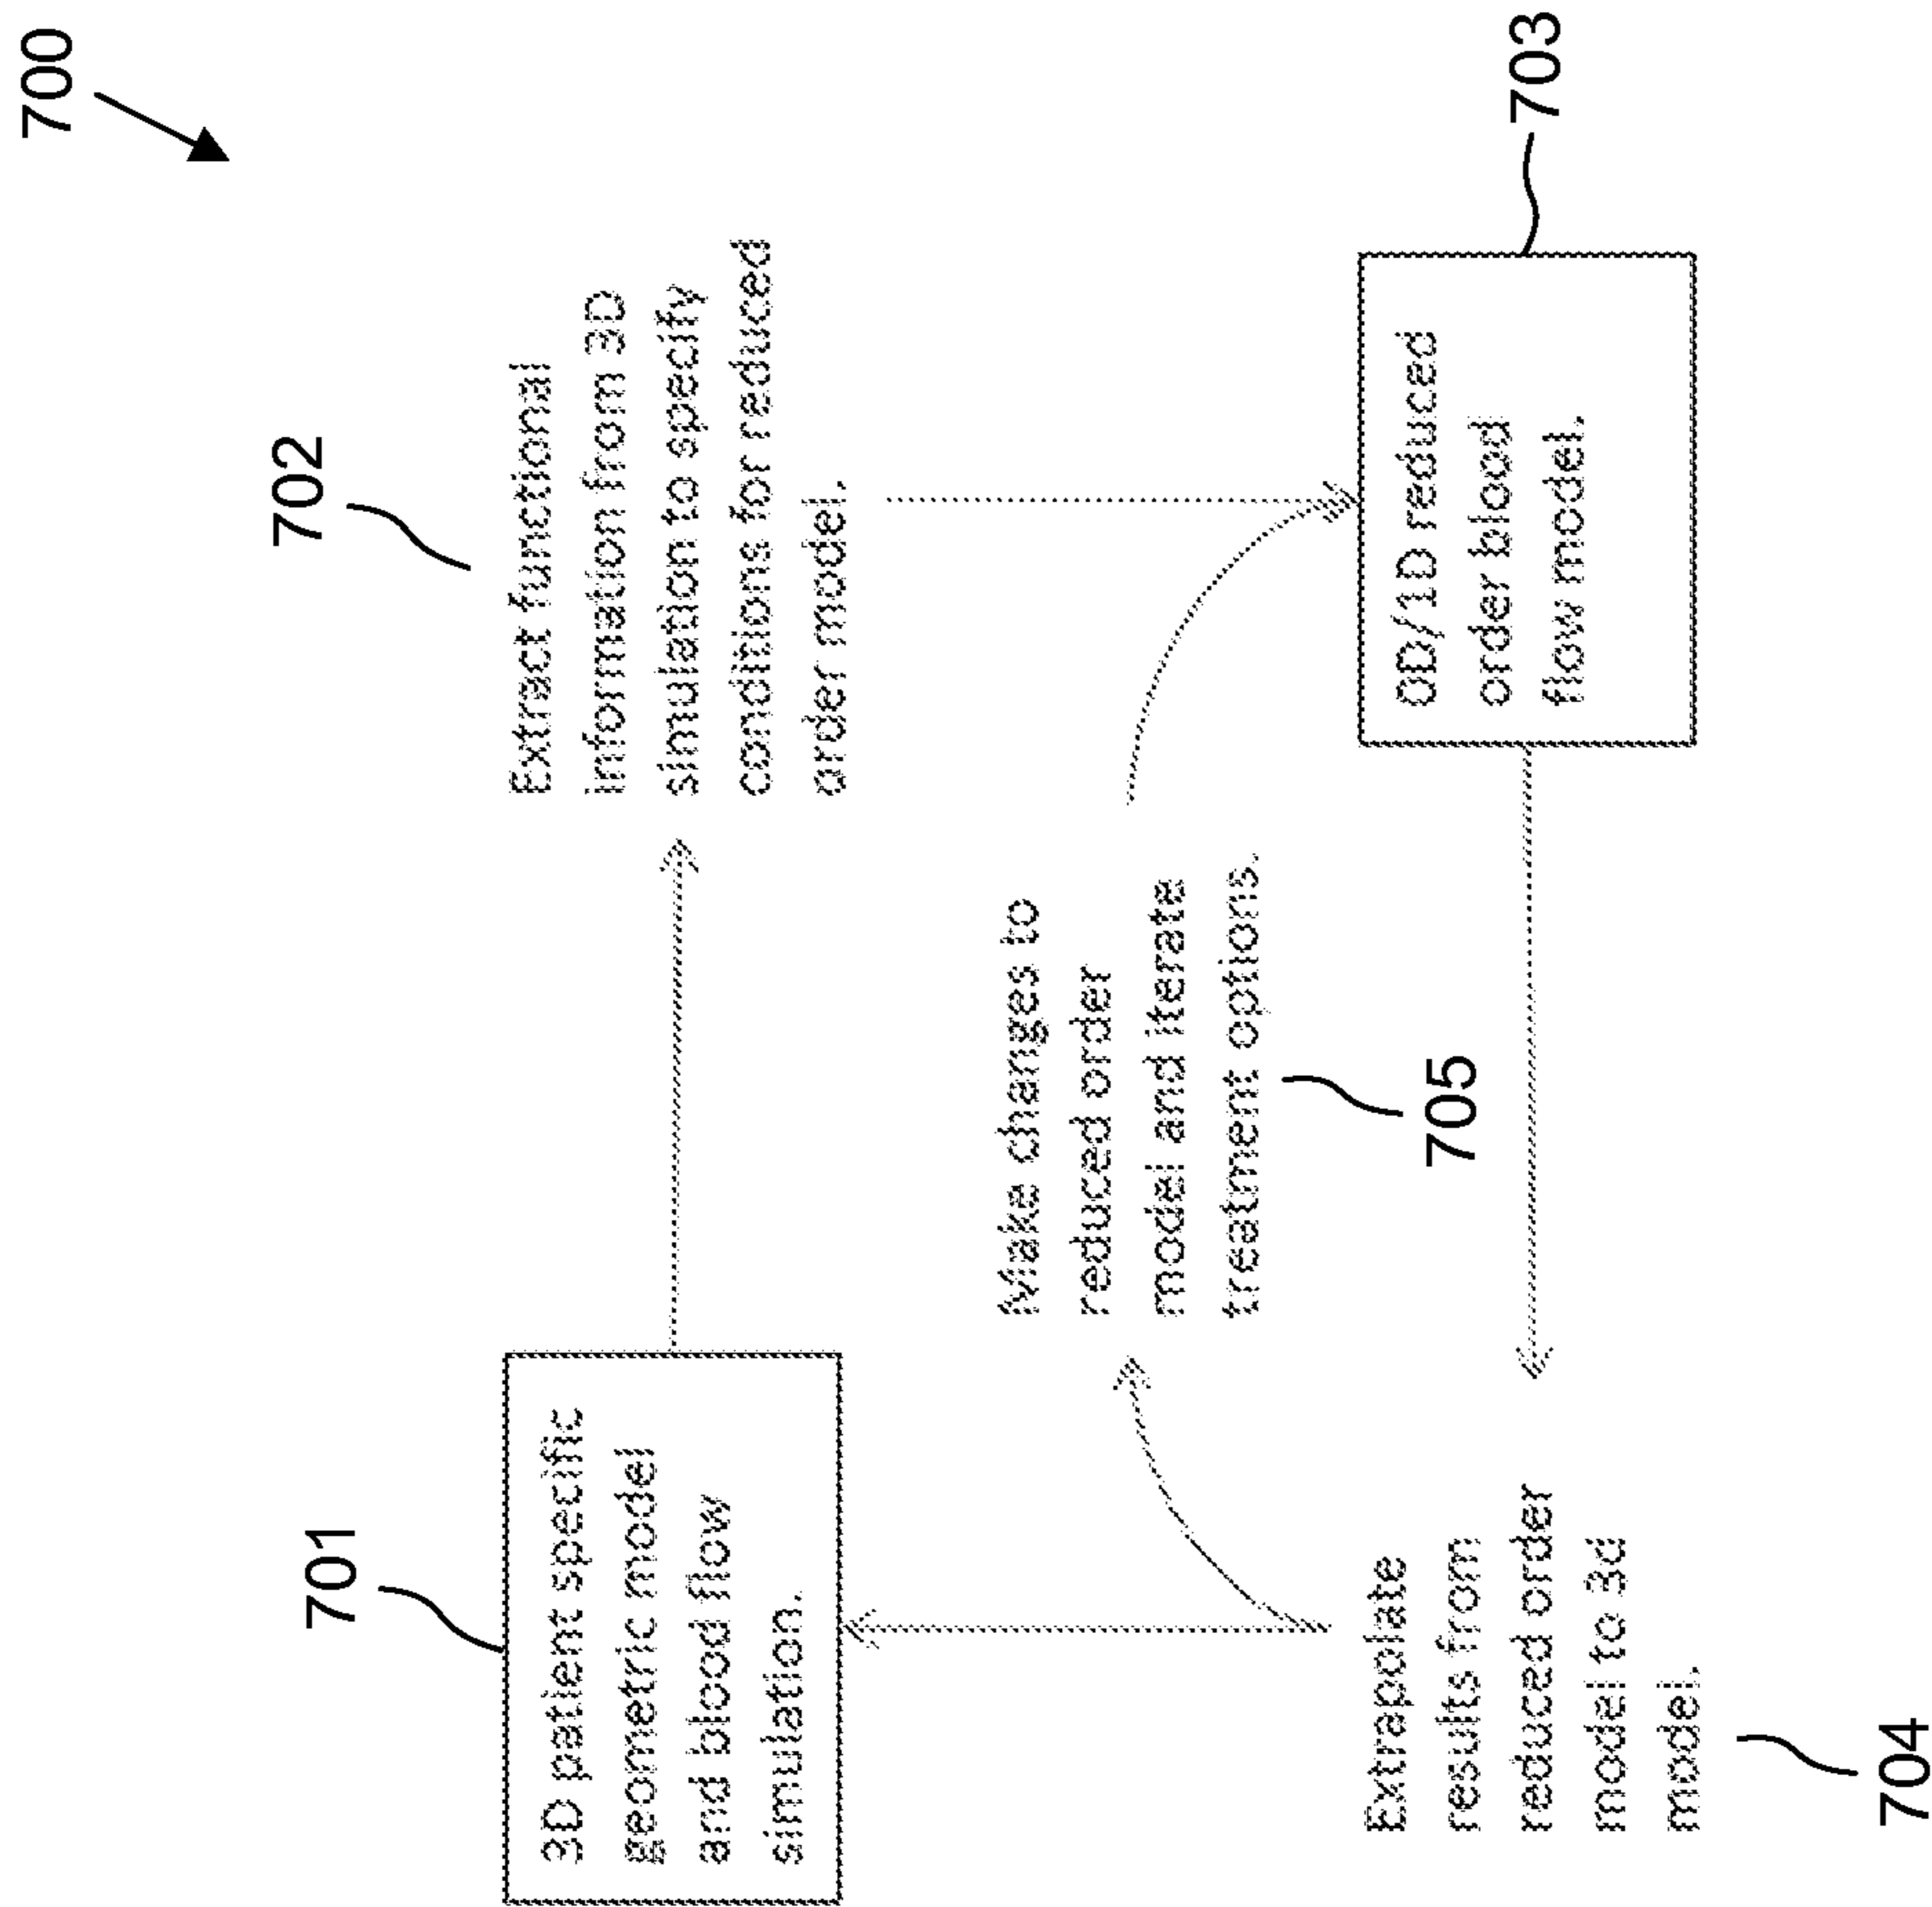 700
701
3D patient specific
geometric model
and blood flow
simulation.
702
Extract functional
information from 3D
simulation to specify
conditions for reduced
order model.
Make changes to
reduced order
model and iterate
treatment options.
705
Extrapolate
results from
reduced order
model to 3d
model.
704
0D/1D reduced
order blood
flow model.
703